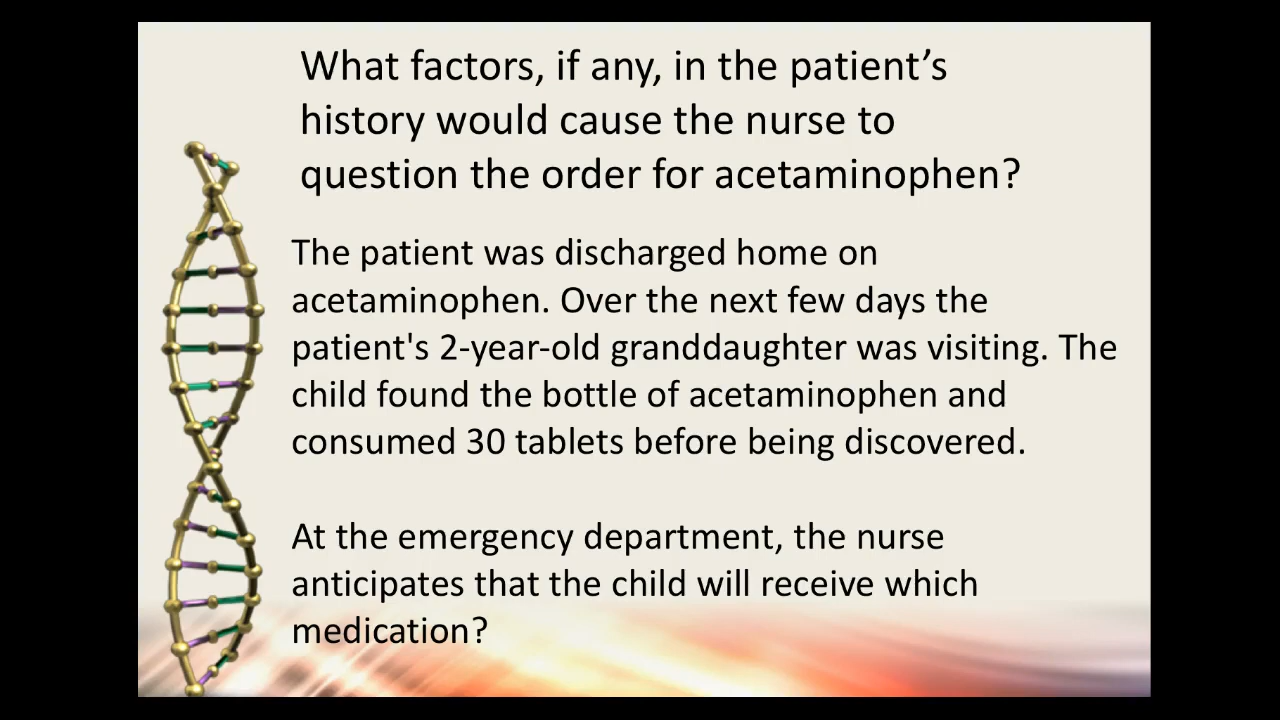 What factors, if any, in the patient’s
history would cause the nurse to
question the order for acetaminophen?
The patient was discharged home on
acetaminophen. Over the next few days the
patient's 2-year-old granddaughter was visiting. The
child found the bottle of acetaminophen and
consumed 30 tablets before being discovered.
At the emergency department, the nurse
anticipates that the child will receive which
medication?